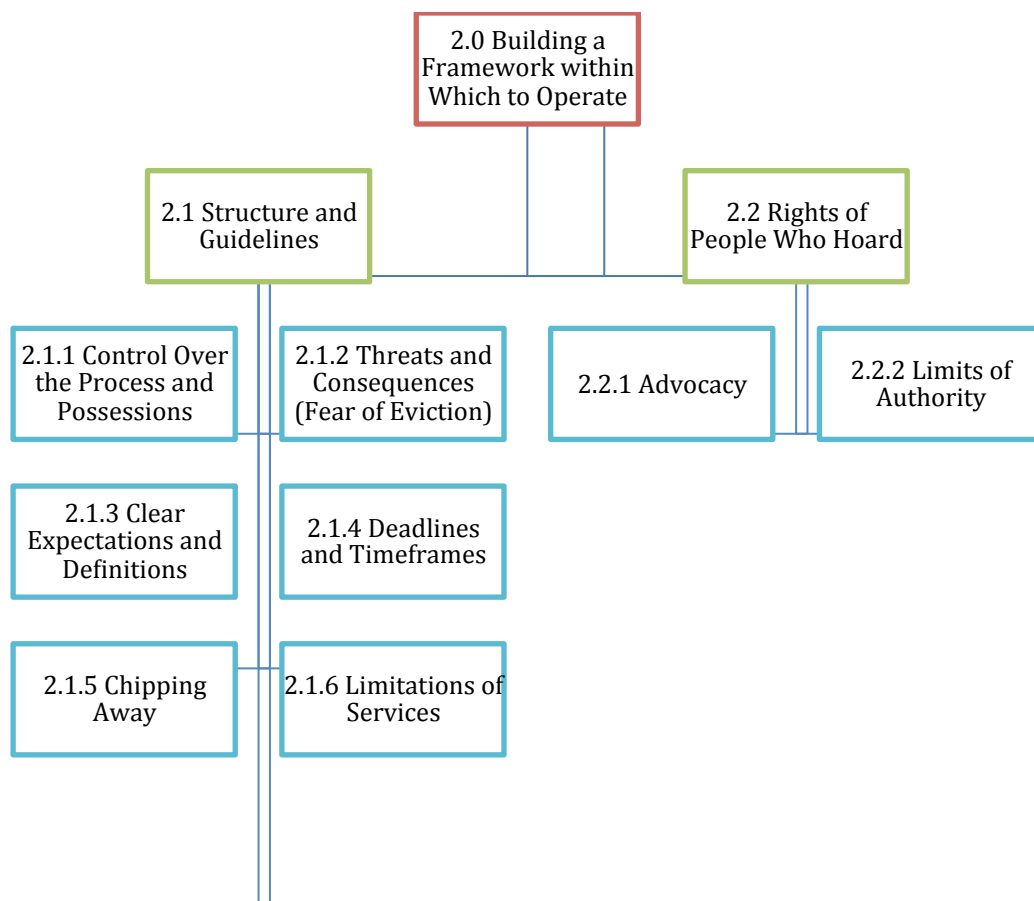 2.0 Building a
Framework within
Which to Operate
2.1 Structure and
Guidelines
2.2 Rights of
People Who Hoard
2.1.1 Control Over
the Process and
Possessions
2.1.2 Threats and
Consequences
(Fear of Eviction)
2.2.1 Advocacy
2.2.2 Limits of
Authority
2.1.3 Clear
Expectations and
Definitions
2.1.4 Deadlines
and Timeframes
2.1.5 Chipping
Away
2.1.6 Limitations of
Services